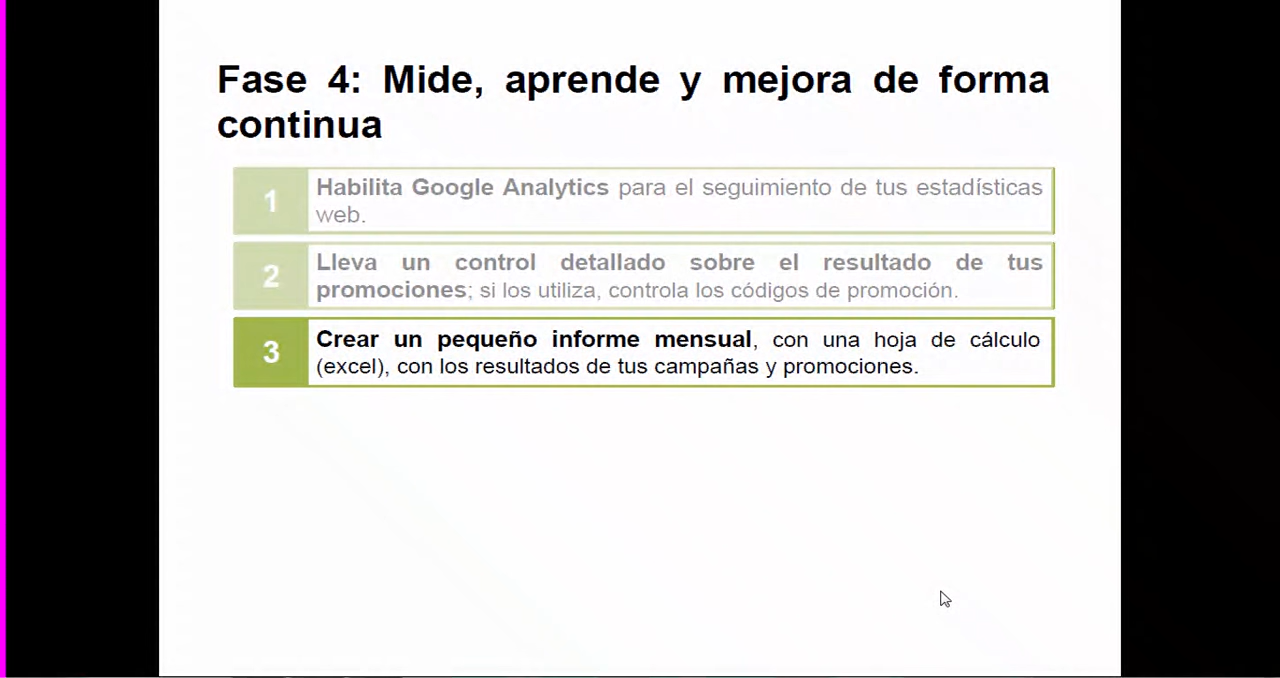 Fase 4: Mide, aprende y mejora de forma
continua
1
Habilita Google Analytics para el seguimiento de tus estadísticas
web.
2
Lleva un control detallado sobre el resultado de tus
promociones; si los utiliza, controla los códigos de promoción.
3
Crear un pequeño informe mensual, con una hoja de cálculo
(excel), con los resultados de tus campañas y promociones.